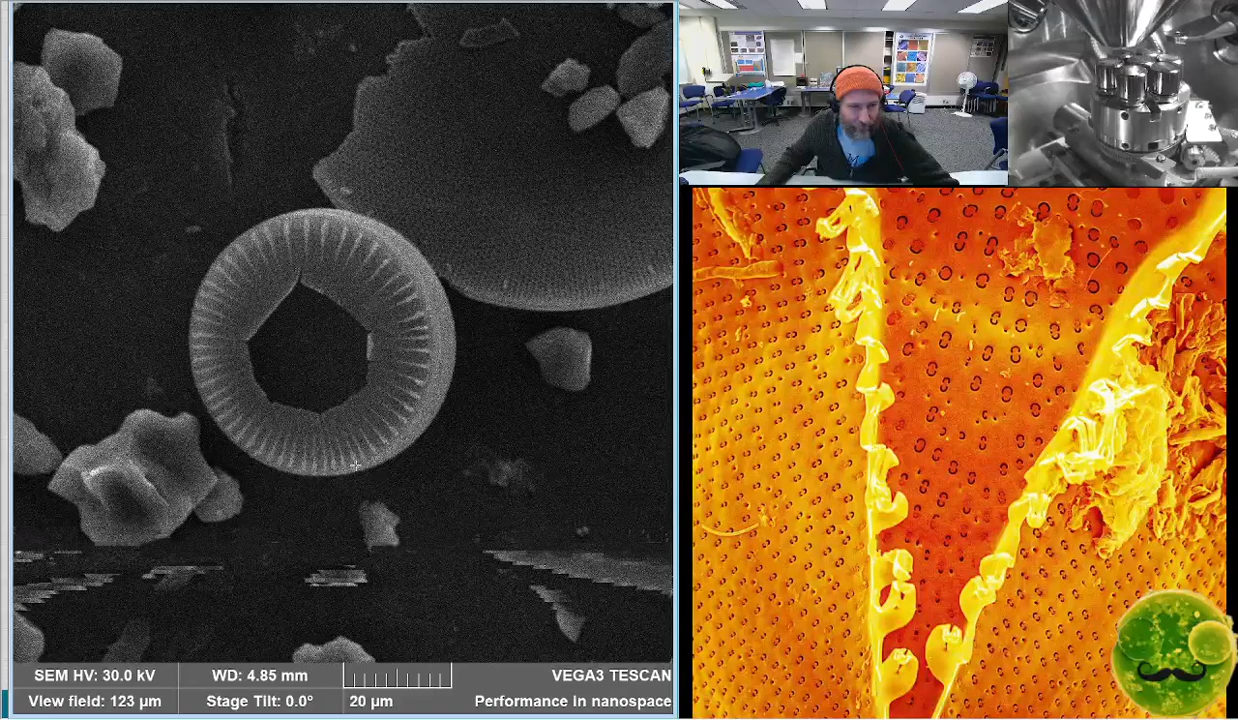 SEM HV: 30.0 kV
WD: 4.85 mm
VEGA3 TESCAN
View field: 123 µm
Stage Tilt: 0.0°
20 µm
Performance in nanospace